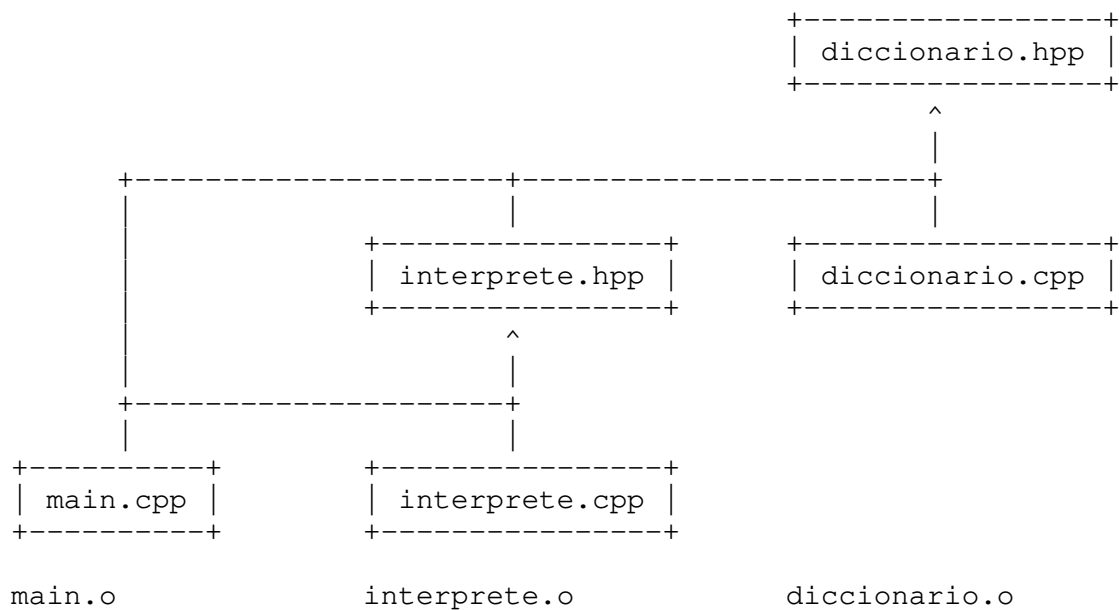 diccionario.hpp
interprete.hpp diccionario.cpp
main.cpp interprete.cpp
main.o interprete.o diccionario.o